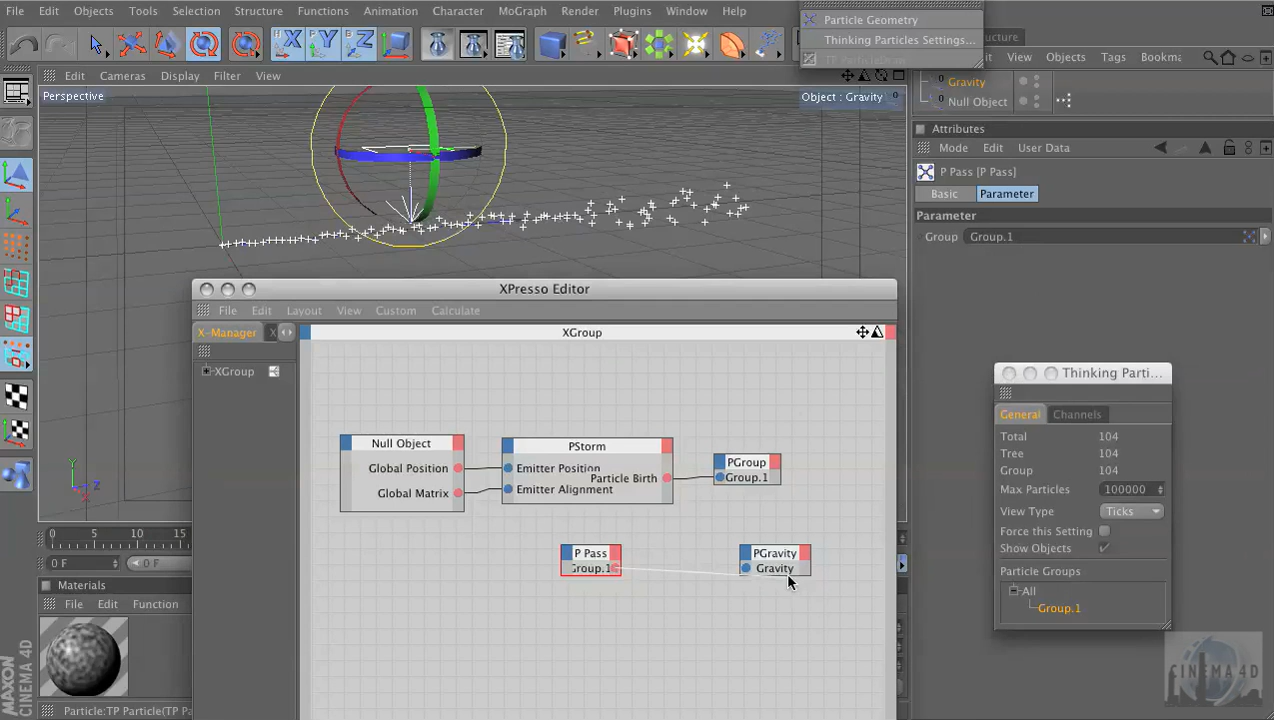 File Edit Objects Tools Selection Structure Functions Animation Character MoGraph Render Plugins Window Help
Particle Geometry
Thinking Particles Settings...
TP ParticleDraw
X Y Z
Edit Cameras Display Filter View
Edit View Objects Tags Bookmarks
Perspective
Object : Gravity
Gravity
Null Object
Attributes
Mode Edit User Data
P Pass [P Pass]
Basic Parameter
Parameter
Group Group.1
XPresso Editor
File Edit Layout View Custom Calculate
X-Manager X
XGroup
XGroup
Null Object
Global Position
Global Matrix
PStorm
Emitter Position
Particle Birth
Emitter Alignment
PGroup
Group.1
P Pass
Group.1
PGravity
Gravity
Thinking Parti...
General Channels
Total 104
Tree 104
Group 104
Max Particles 100000
View Type Ticks
Force this Setting
Show Objects
Particle Groups
All
Group.1
Y
X
Z
0 5 10 15
0 F 0 F
Materials
File Edit Function
MAXON
CINEMA 4D
Particle:TP Particle(TP Pa
CINEMA 4D